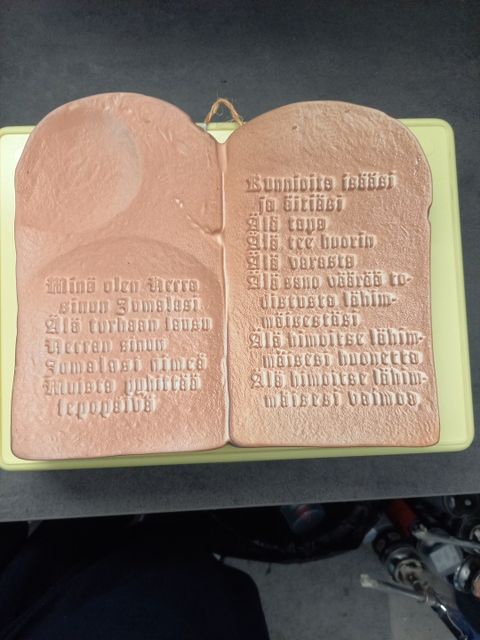 Minä olen Herra
sinun Jumalasi
Älä turhaan lausu
Herran sinun
Jumalasi nimeä
Muista pyhittää
lepopäivä
Kunnioita isääsi
ja äitiäsi
Älä tapa
Älä tee huorin
Älä varasta
Älä sano väärää to-
distusta lähim-
mäisestäsi
Älä himoitse lähim-
mäisesi huonetta
Älä himoitse lähim-
mäisesi vaimoo